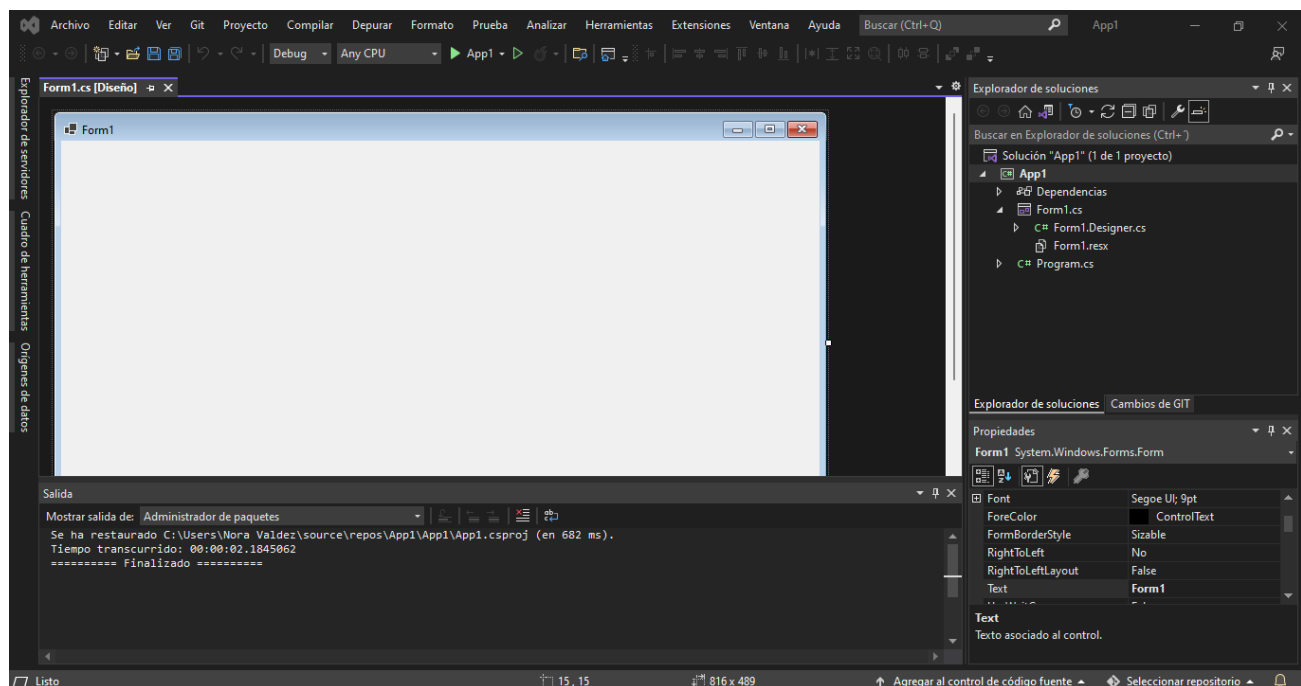 Archivo Editar Ver Git Proyecto Compilar Depurar Formato Prueba Analizar Herramientas Extensiones Ventana Ayuda Buscar (Ctrl+Q) App1
Debug Any CPU App1
Explorador de servidores
Cuadro de herramientas
Orígenes de datos
Form1.cs [Diseño]
Form1
Salida
Mostrar salida de: Administrador de paquetes
Se ha restaurado C:\Users\Nora Valdez\source\repos\App1\App1\App1.csproj (en 682 ms).
Tiempo transcurrido: 00:00:02.1845062
========== Finalizado ==========
Explorador de soluciones
Buscar en Explorador de soluciones (Ctrl+´)
Solución "App1" (1 de 1 proyecto)
C# App1
Dependencias
Form1.cs
C# Form1.Designer.cs
Form1.resx
C# Program.cs
Explorador de soluciones Cambios de GIT
Propiedades
Form1 System.Windows.Forms.Form
Font Segoe UI; 9pt
ForeColor ControlText
FormBorderStyle Sizable
RightToLeft No
RightToLeftLayout False
Text Form1
Text
Texto asociado al control.
Listo 15, 15 816 x 489 Agregar al control de código fuente Seleccionar repositorio